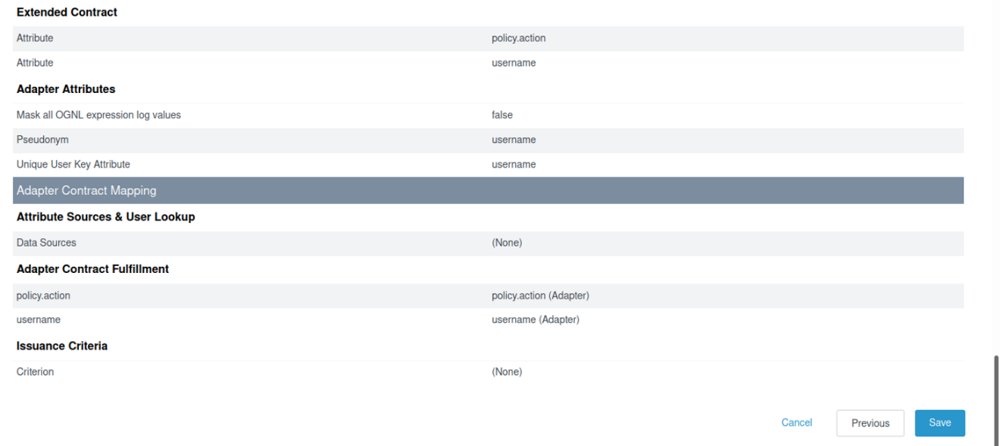 Extended Contract
Attribute policy.action
Attribute username
Adapter Attributes
Mask all OGNL expression log values false
Pseudonym username
Unique User Key Attribute username
Adapter Contract Mapping
Attribute Sources & User Lookup
Data Sources (None)
Adapter Contract Fulfillment
policy.action policy.action (Adapter)
username username (Adapter)
Issuance Criteria
Criterion (None)
Cancel Previous Save